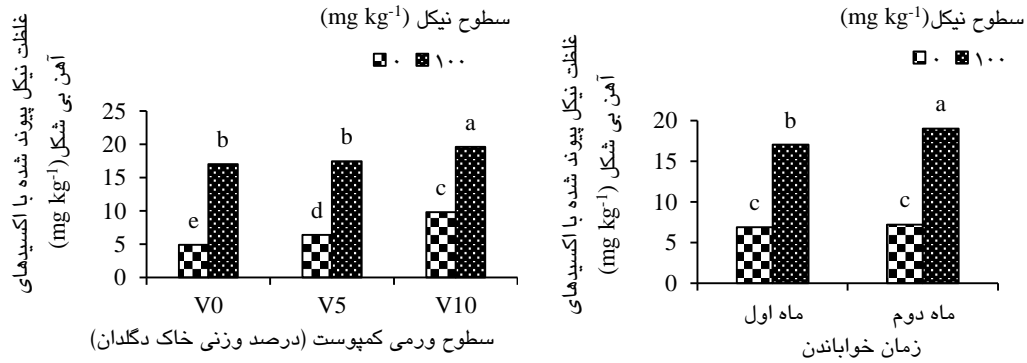 سطوح نیکل (mg kg-1)
۰ ۱۰۰
غلظت نیکل پیوند شده با اکسیدهای
آهن بی شکل(mg kg-1)
25
20
15
10
5
0
e
b
d
b
c
a
V0 V5 V10
سطوح ورمی کمپوست (درصد وزنی خاک دگلدان)
سطوح نیکل(mg kg-1)
۰ ۱۰۰
غلظت نیکل پیوند شده با اکسیدهای
آهن بی شکل (mg kg-1)
20
15
10
5
0
c
b
c
a
ماه اول ماه دوم
زمان خواباندن